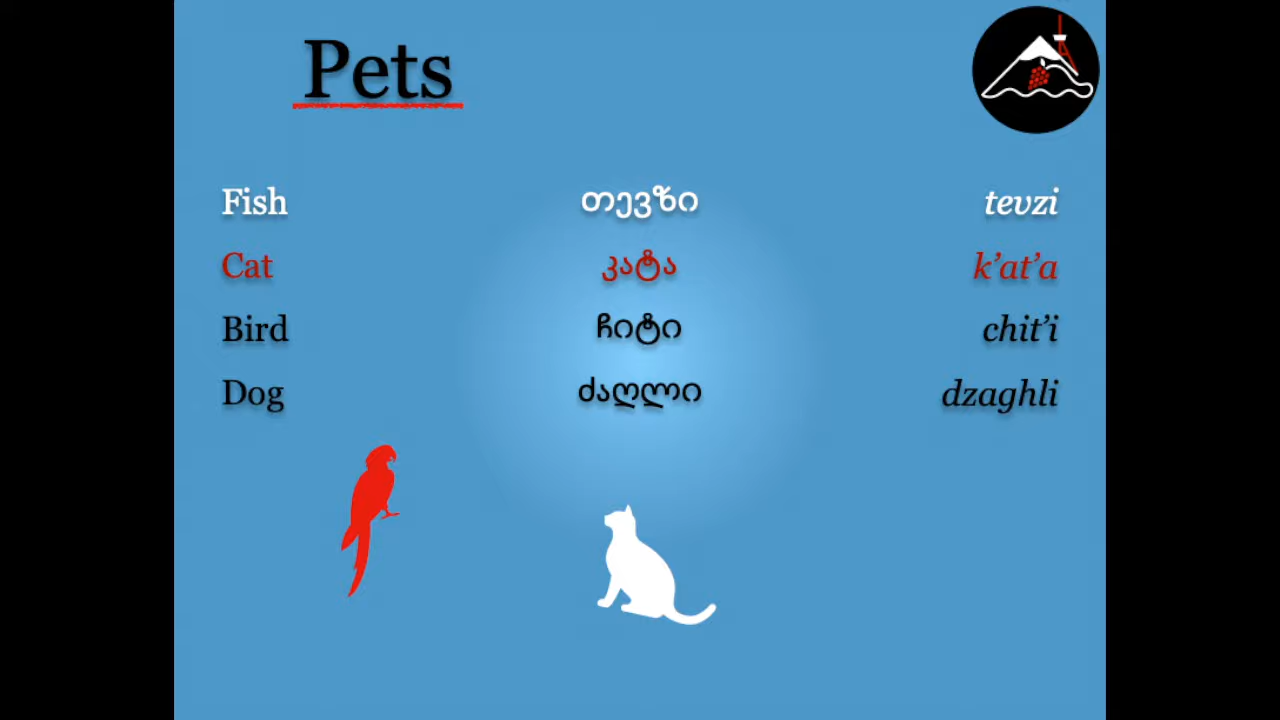 Pets
Fish თევზი tevzi
Cat კატა k’at’a
Bird ჩიტი chit’i
Dog ძაღლი dzaghli